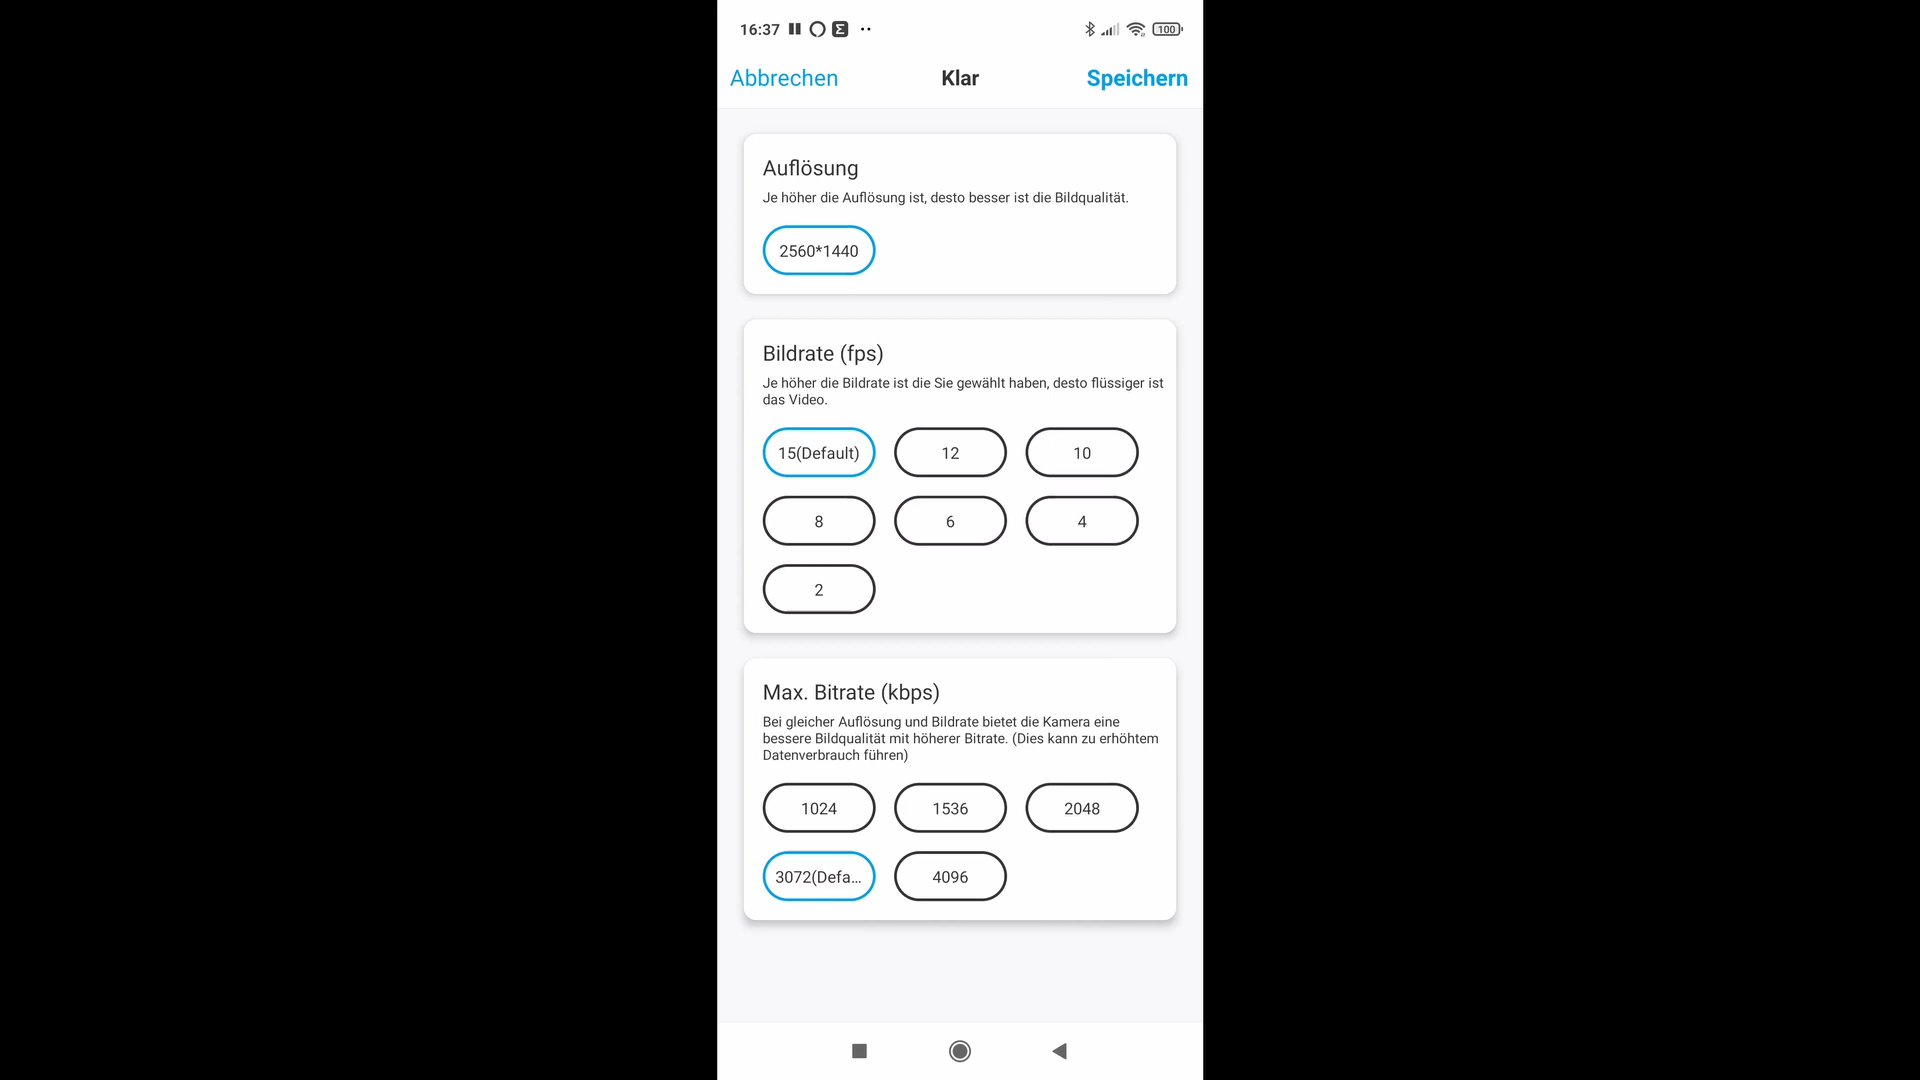 16:37
100
Abbrechen Klar Speichern
Auflösung
Je höher die Auflösung ist, desto besser ist die Bildqualität.
2560*1440
Bildrate (fps)
Je höher die Bildrate ist die Sie gewählt haben, desto flüssiger ist
das Video.
15(Default) 12 10
8 6 4
2
Max. Bitrate (kbps)
Bei gleicher Auflösung und Bildrate bietet die Kamera eine
bessere Bildqualität mit höherer Bitrate. (Dies kann zu erhöhtem
Datenverbrauch führen)
1024 1536 2048
3072(Defa... 4096